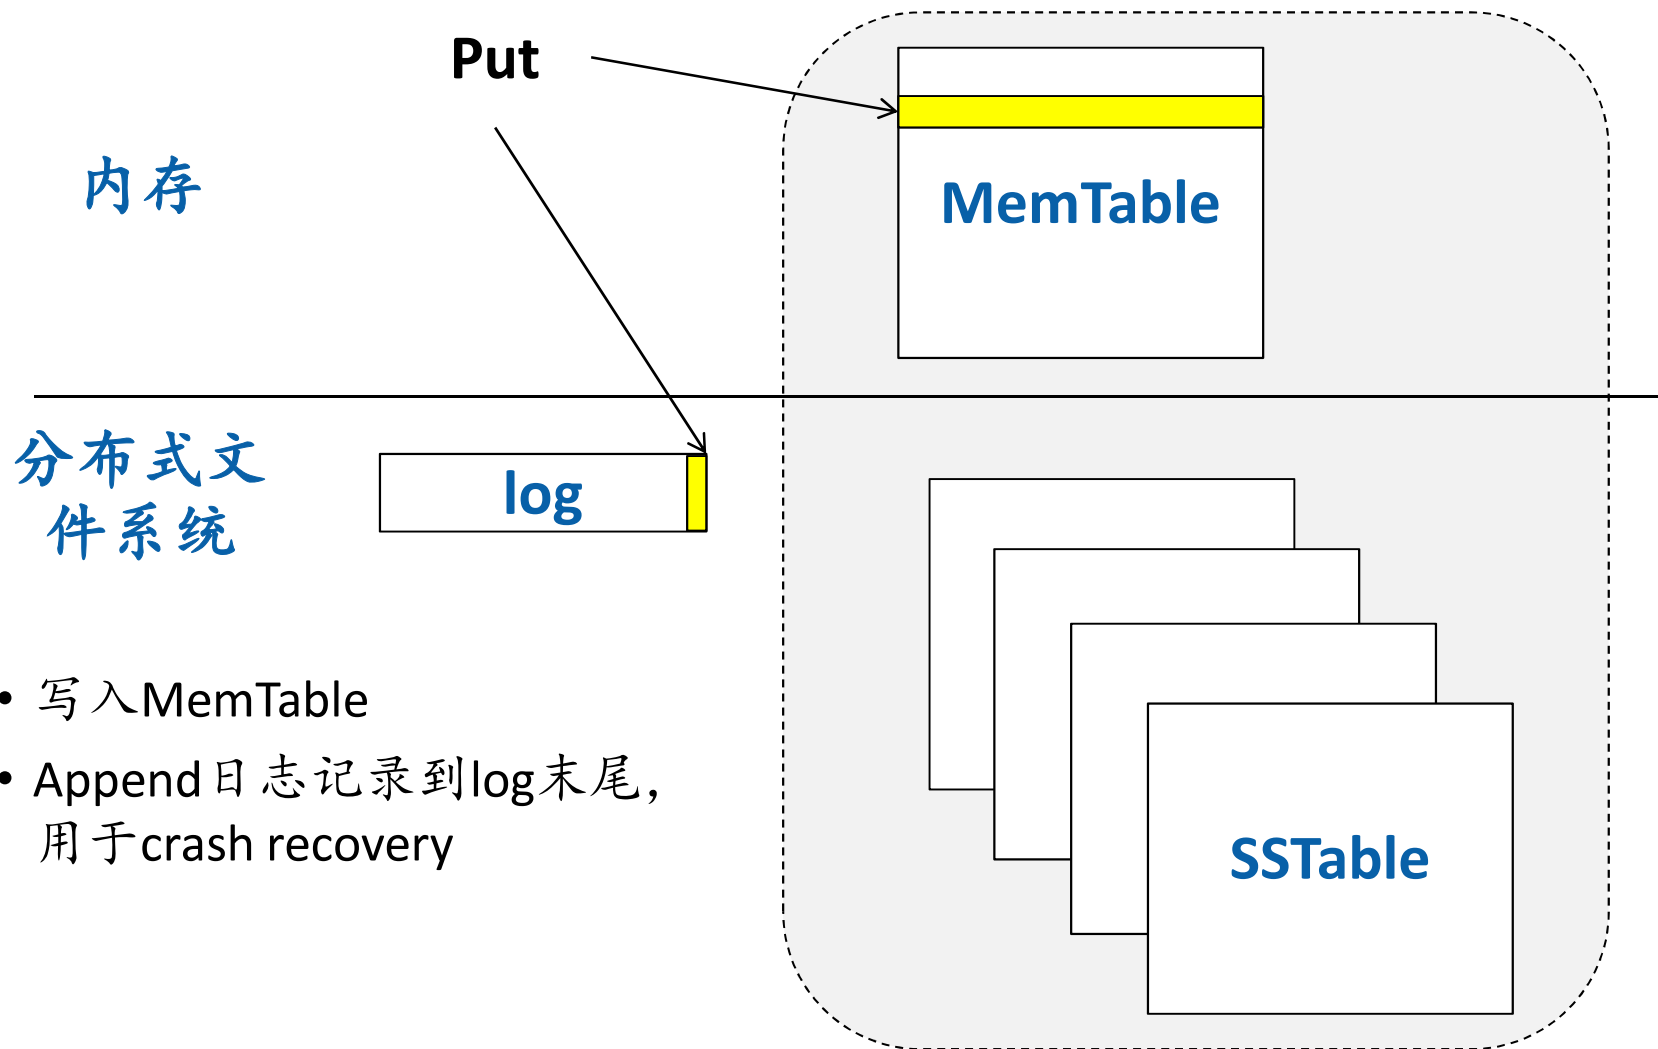 Put
内存
MemTable
分布式文
件系统
log
• 写入MemTable
• Append日志记录到log末尾，
用于crash recovery
SSTable